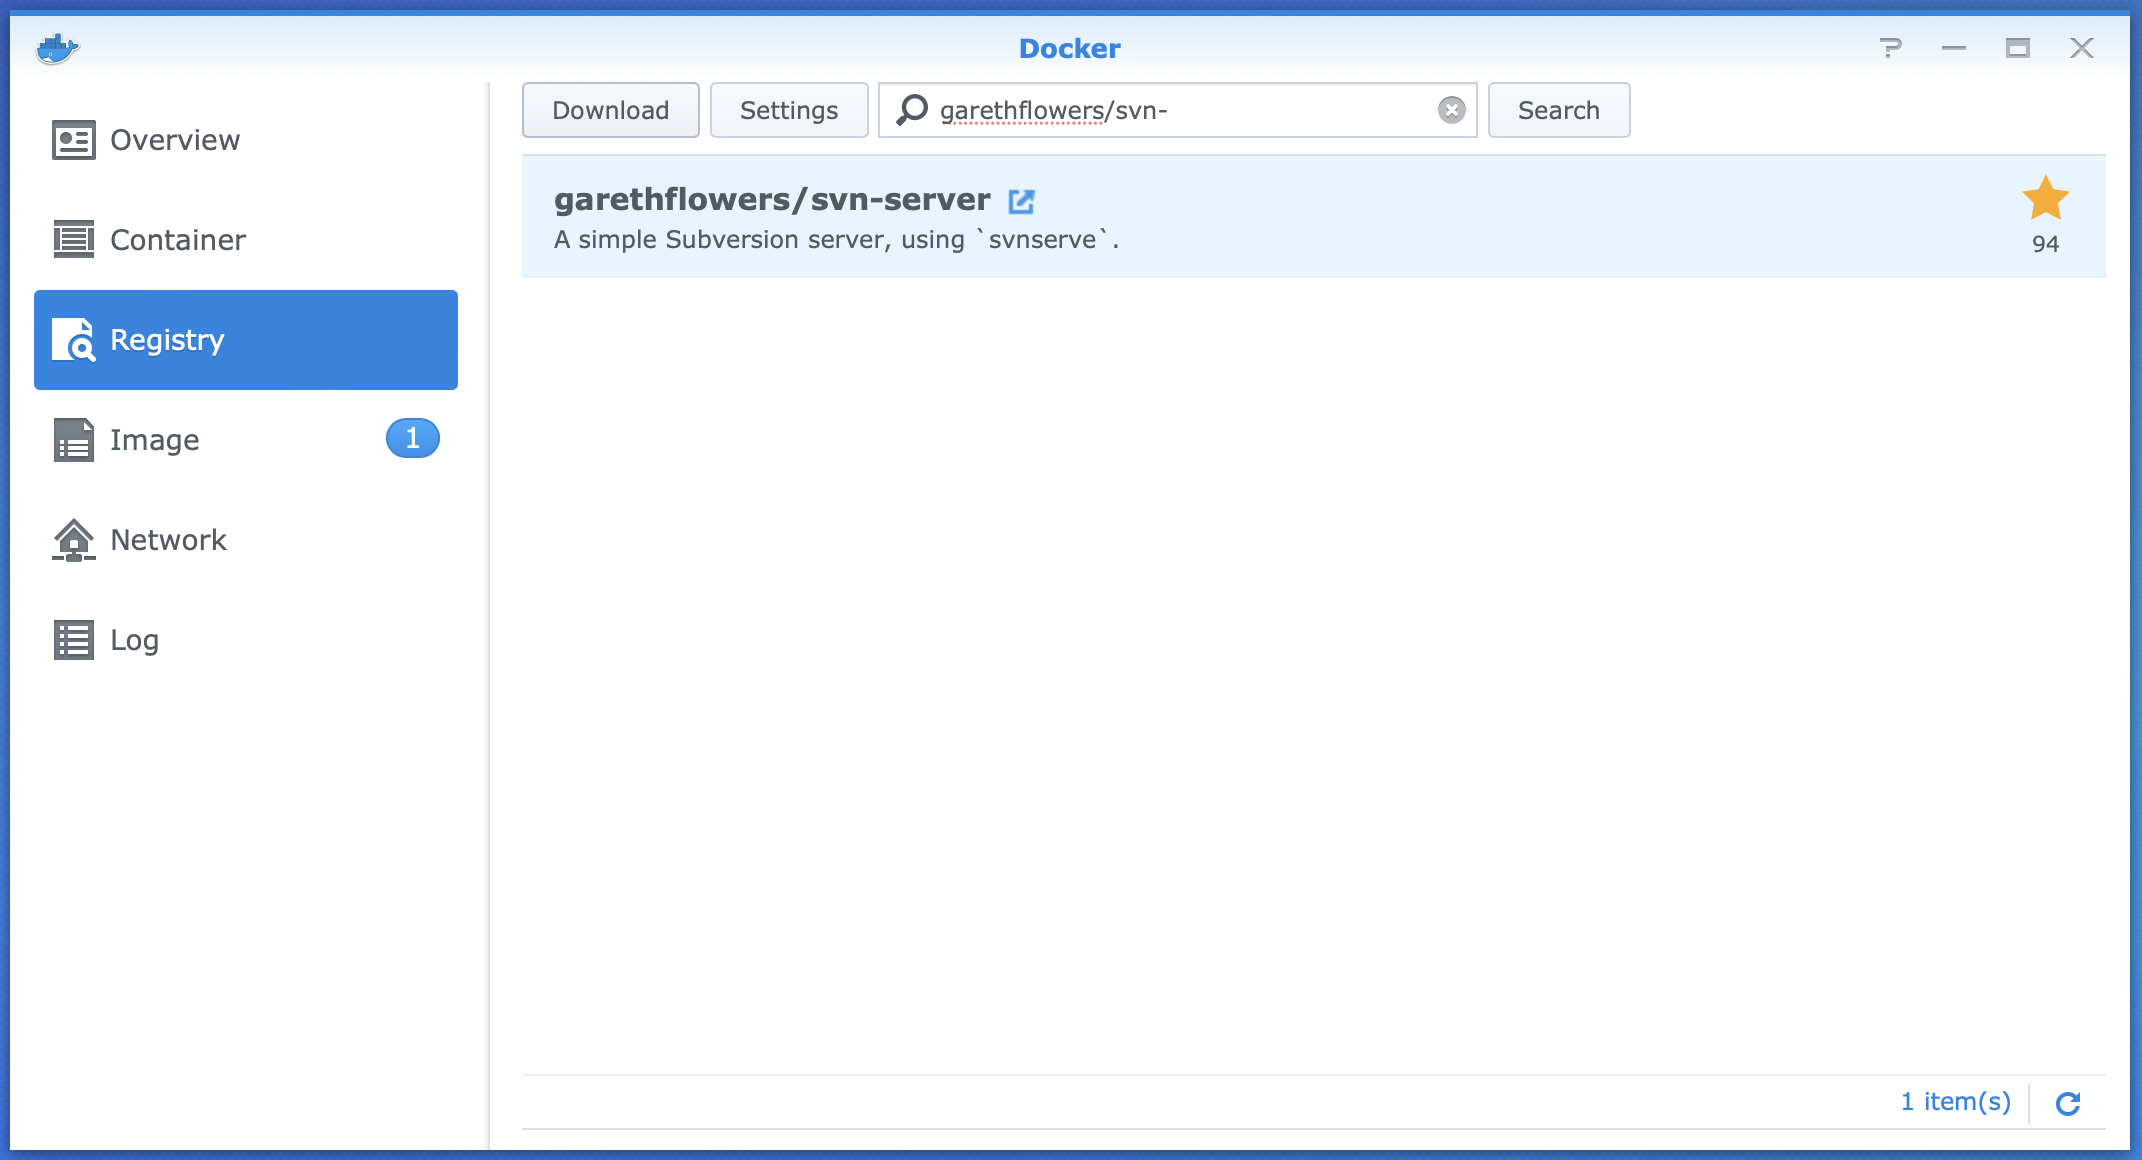 Docker
Overview
Container
Registry
Image
1
Network
Log
Download
Settings
garethflowers/svn-
Search
garethflowers/svn-server
A simple Subversion server, using `svnserve`.
94
1 item(s)